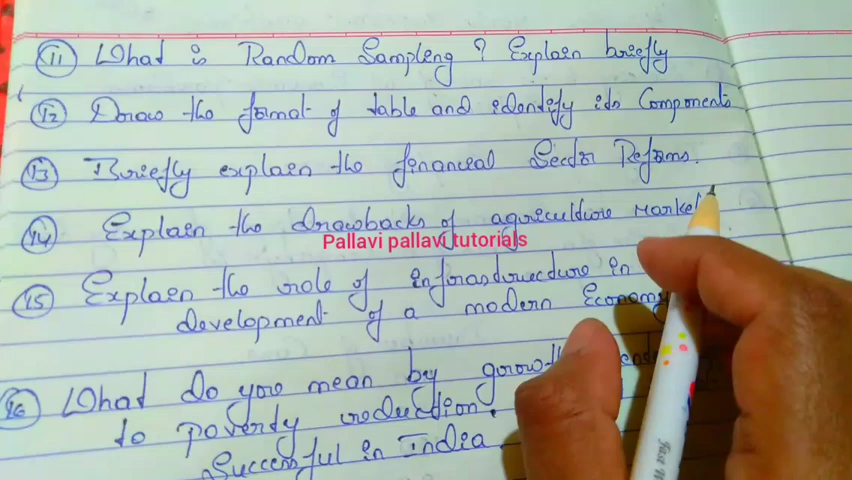 11 What is Random Sampling? Explain briefly
12 Draw the format of table and identify its Components
13 Briefly explain the financial Sector Reforms.
14 Explain the drawbacks of agriculture market
Pallavi pallavi tutorials
15 Explain the role of infrastructure in
development of a modern Economy
16 What do you mean by growth
to poverty reduction.
Successful in India